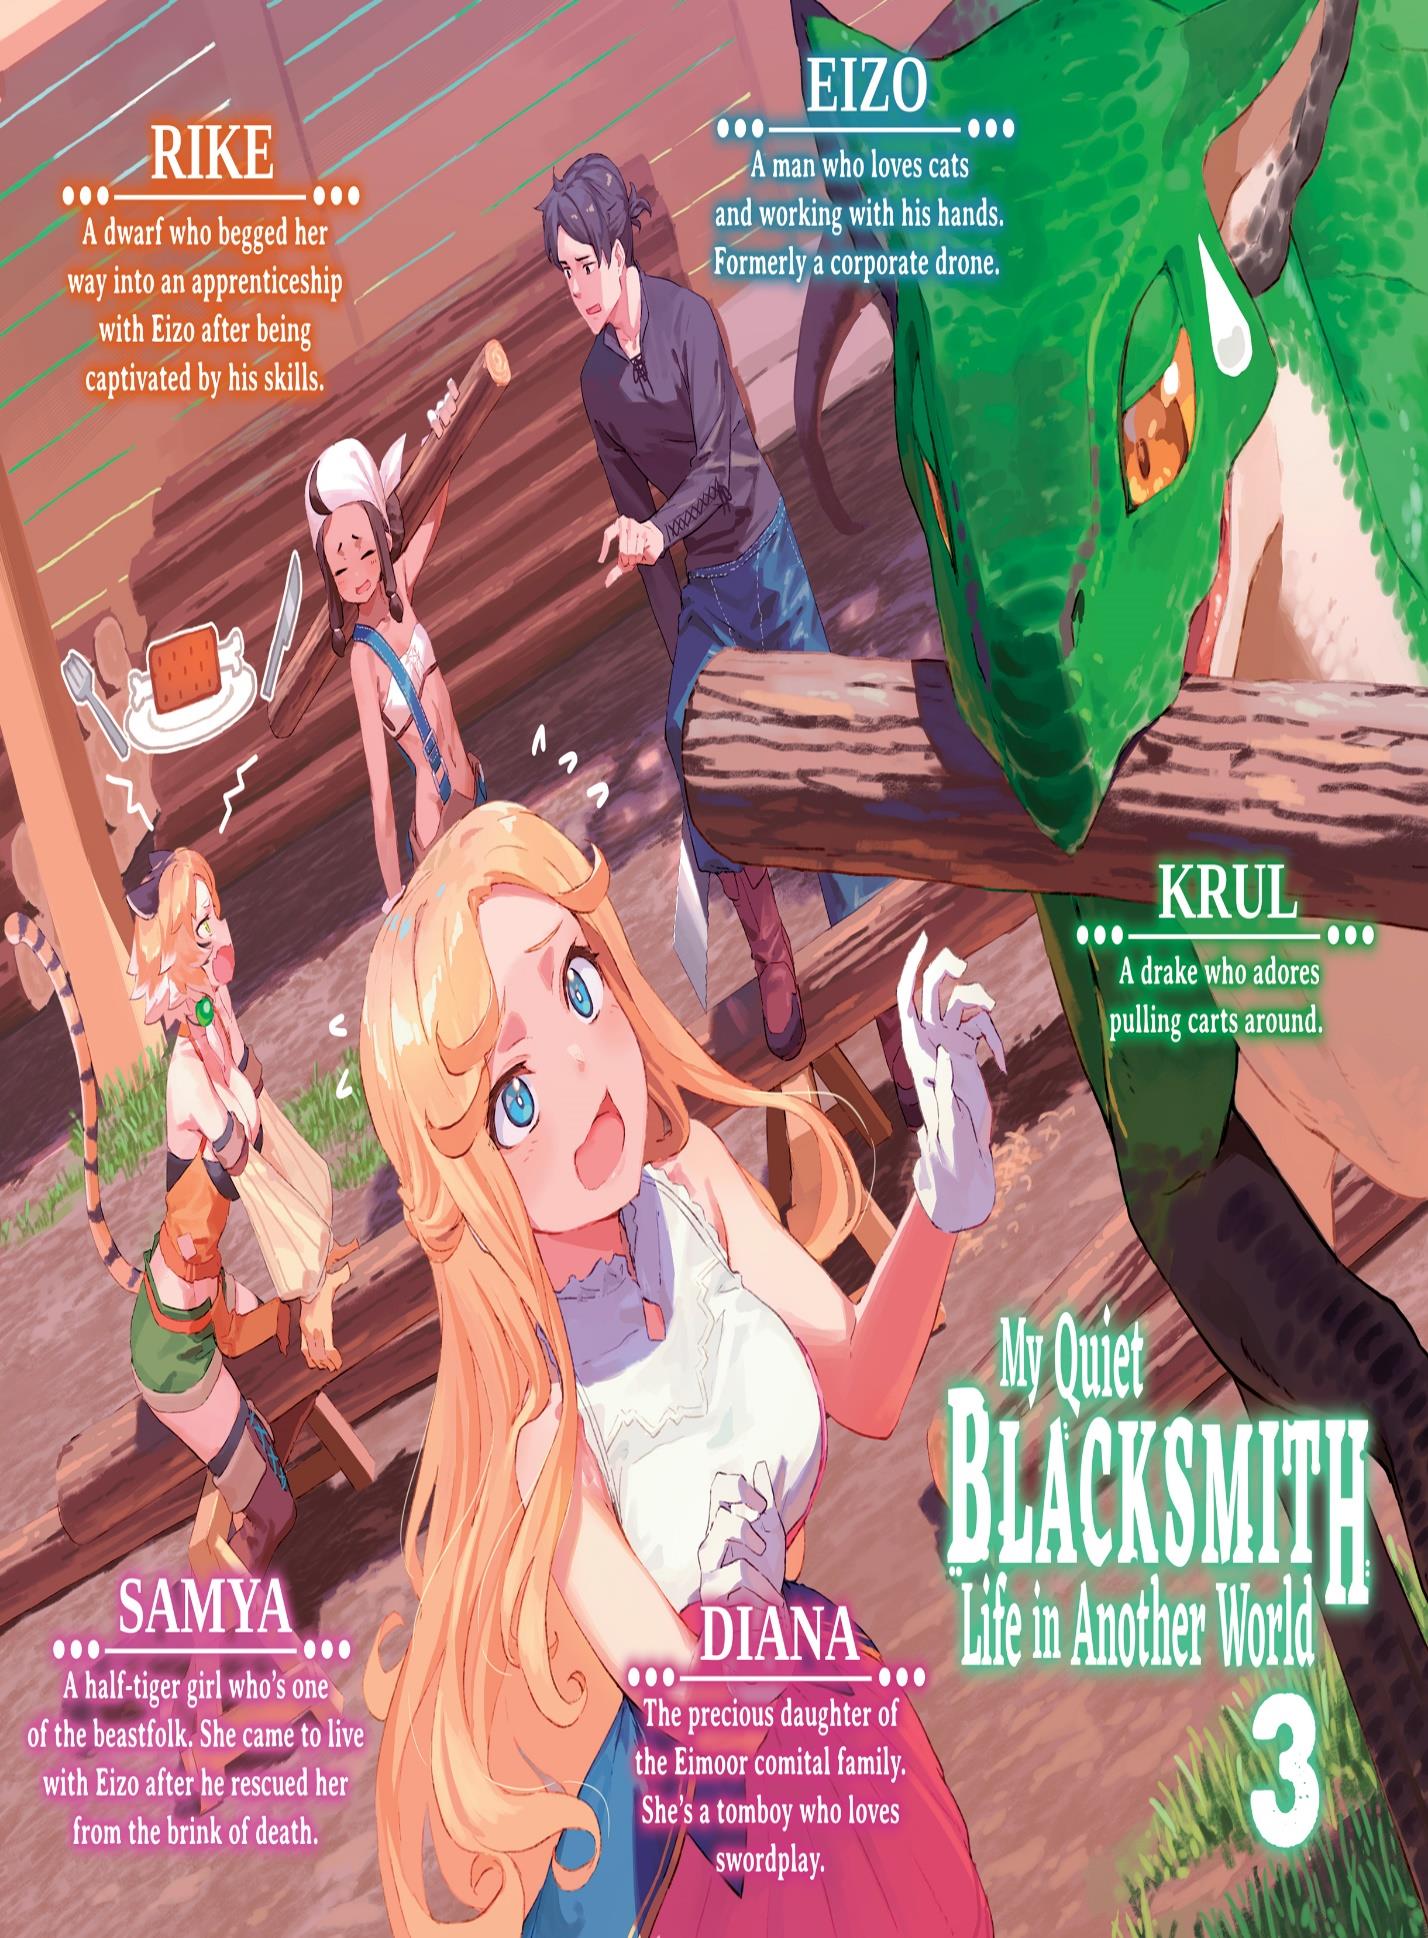 RIKE
A dwarf who begged her
way into an apprenticeship
with Eizo after being
captivated by his skills.
EIZO
A man who loves cats
and working with his hands.
Formerly a corporate drone.
KRUL
A drake who adores
pulling carts around.
My Quiet
BLACKSMITH
Life in Another World
3
SAMYA
A half-tiger girl who's one
of the beastfolk. She came to live
with Eizo after he rescued her
from the brink of death.
DIANA
The precious daughter of
the Eimoor comital family.
She's a tomboy who loves
swordplay.